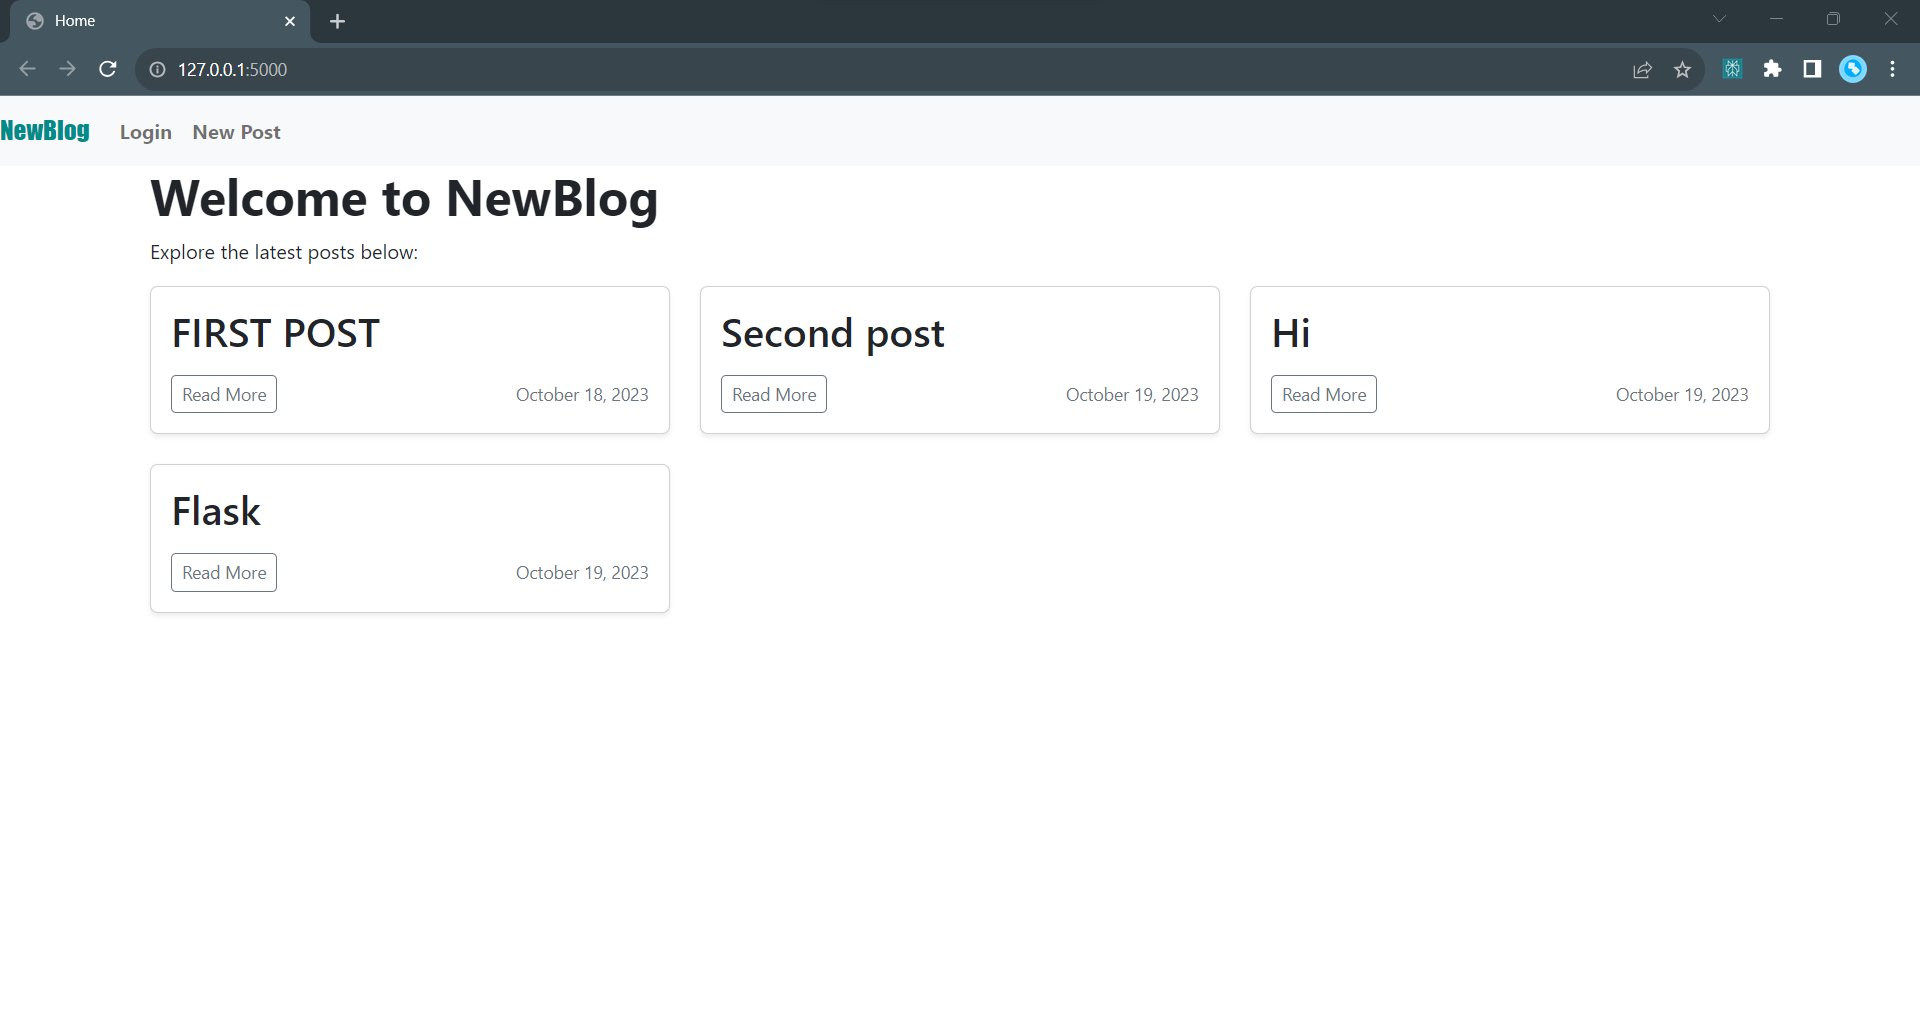 Home
127.0.0.1:5000
NewBlog Login New Post
Welcome to NewBlog
Explore the latest posts below:
FIRST POST
Read More October 18, 2023
Second post
Read More October 19, 2023
Hi
Read More October 19, 2023
Flask
Read More October 19, 2023